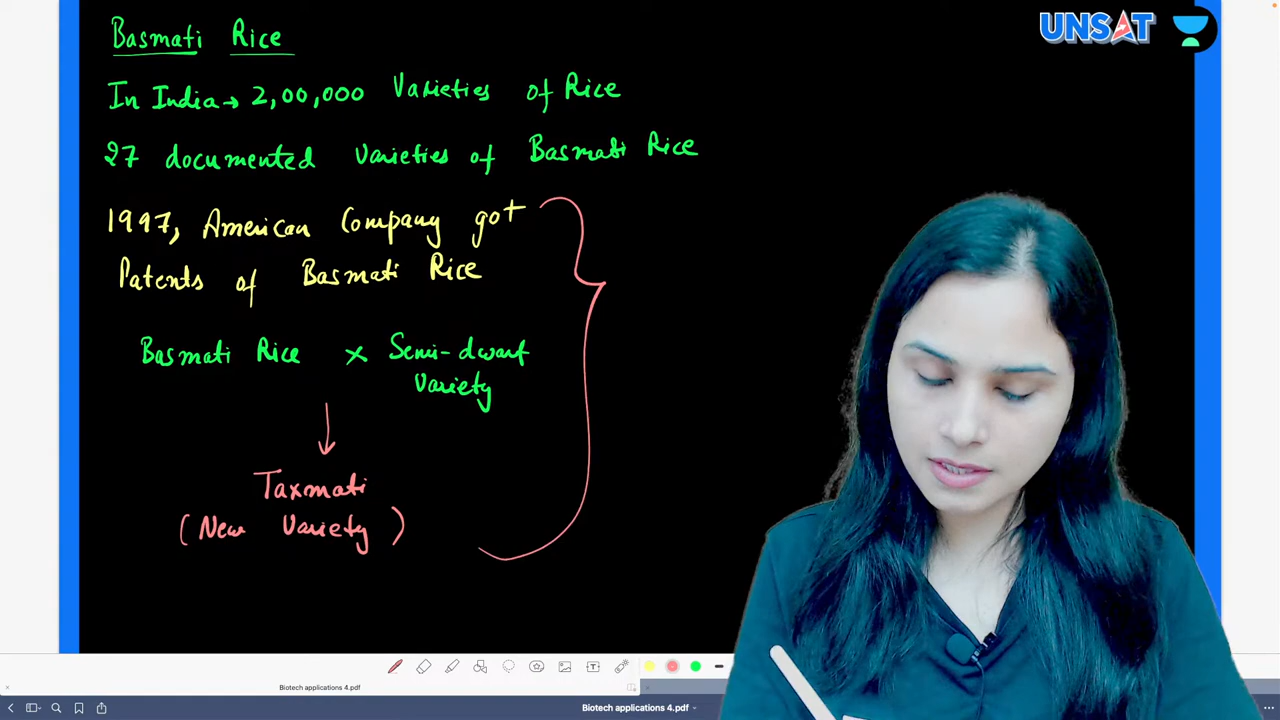 Basmati Rice
UNSAT
In India → 2,00,000 Varieties of Rice
27 documented Varieties of Basmati Rice
1997, American Company got
Patents of Basmati Rice
Basmati Rice × Semi-dwarf
Variety
Taxmati
(New Variety)
Biotech applications 4.pdf
Biotech applications 4.pdf